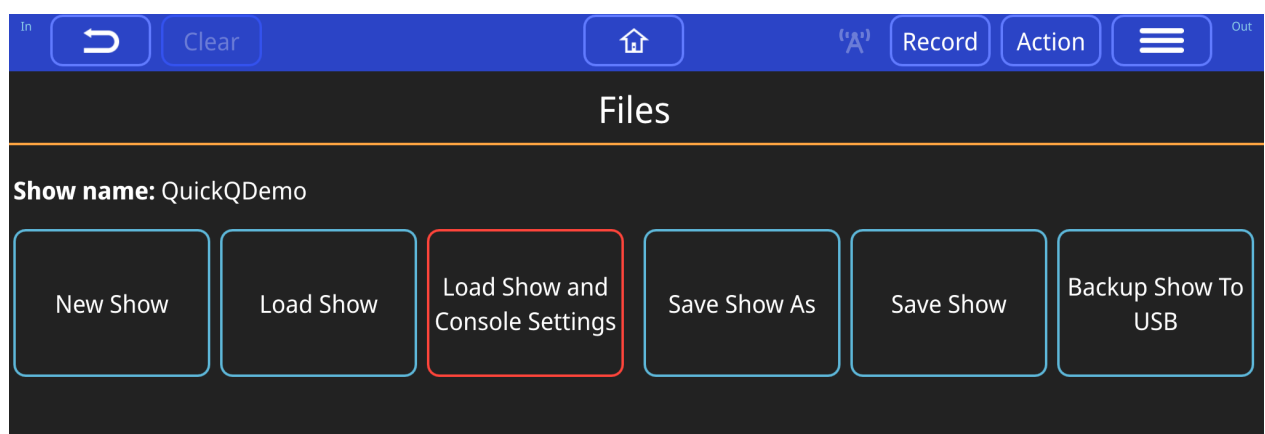 In
Clear
('A')
Record
Action
Out
Files
Show name: QuickQDemo
New Show
Load Show
Load Show and
Console Settings
Save Show As
Save Show
Backup Show To
USB